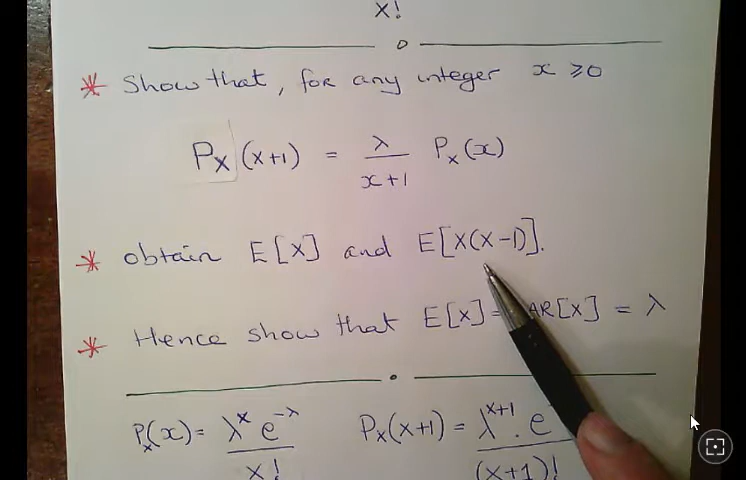 x!
* Show that, for any integer x ≥ 0
Px(x+1) = λ/x+1 Px(x)
* obtain E[X] and E[X(X-1)].
* Hence show that E[X] = AR[X] = λ
Px(x) = λ^x e^-λ / x! Px(x+1) = λ^x+1 . e / (x+1)!